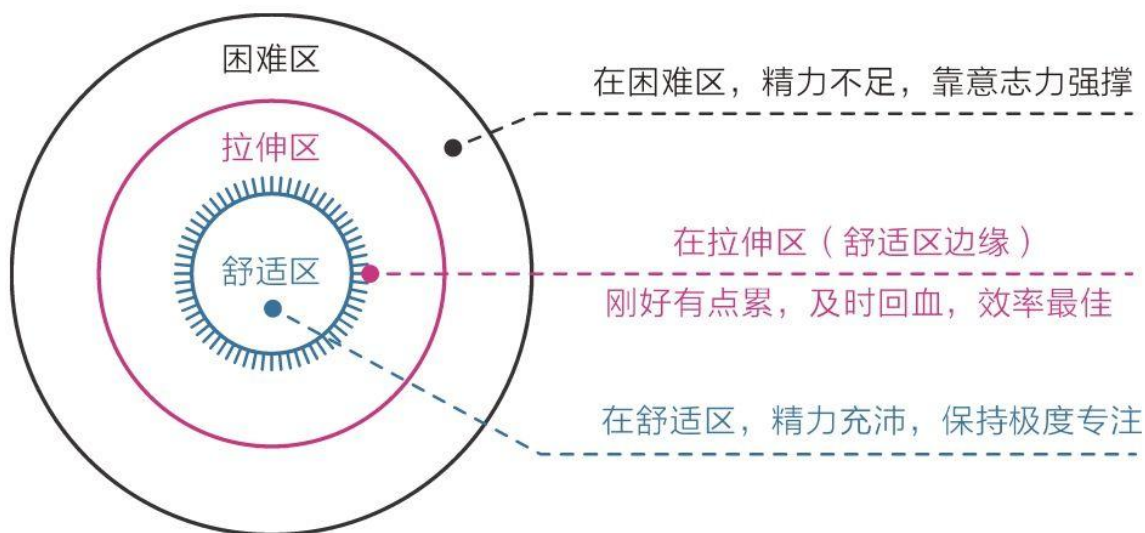 困难区
在困难区，精力不足，靠意志力强撑
拉伸区
在拉伸区（舒适区边缘）
刚好有点累，及时回血，效率最佳
舒适区
在舒适区，精力充沛，保持极度专注